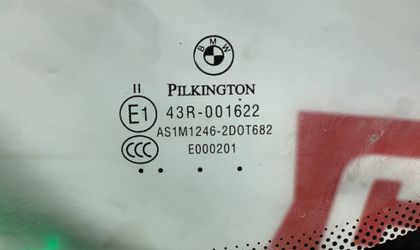 BMW
II PILKINGTON
E1 43R-001622
AS1M1246-2DOT682
CCC E000201